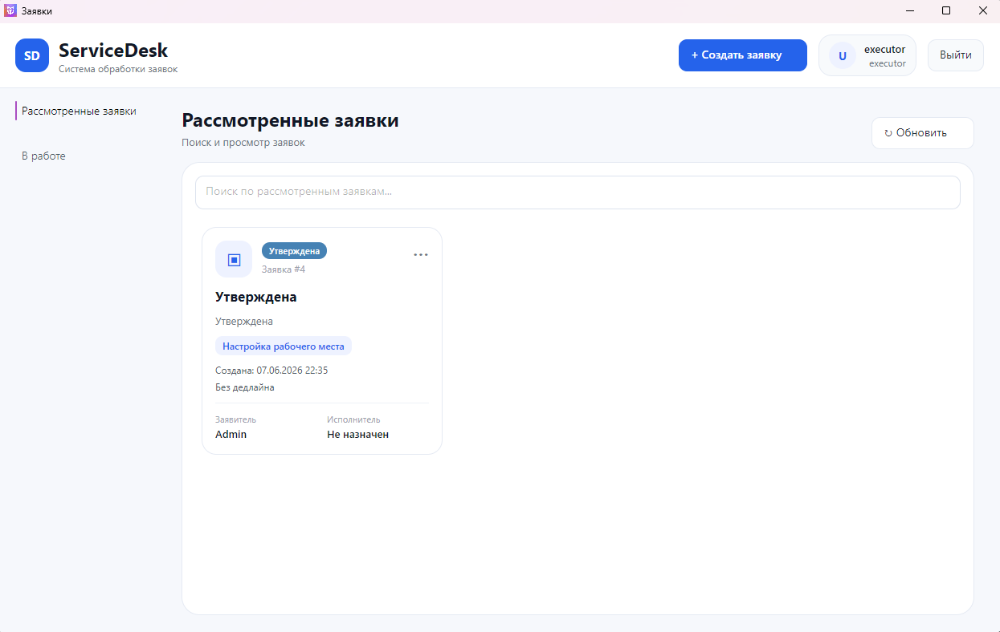 Заявки
SD
ServiceDesk
Система обработки заявок
+ Создать заявку
U
executor
executor
Выйти
Рассмотренные заявки
В работе
Рассмотренные заявки
Поиск и просмотр заявок
↻ Обновить
Поиск по рассмотренным заявкам...
Утверждена
Заявка #4
Утверждена
Утверждена
Настройка рабочего места
Создана: 07.06.2026 22:35
Без дедлайна
Заявитель
Admin
Исполнитель
Не назначен